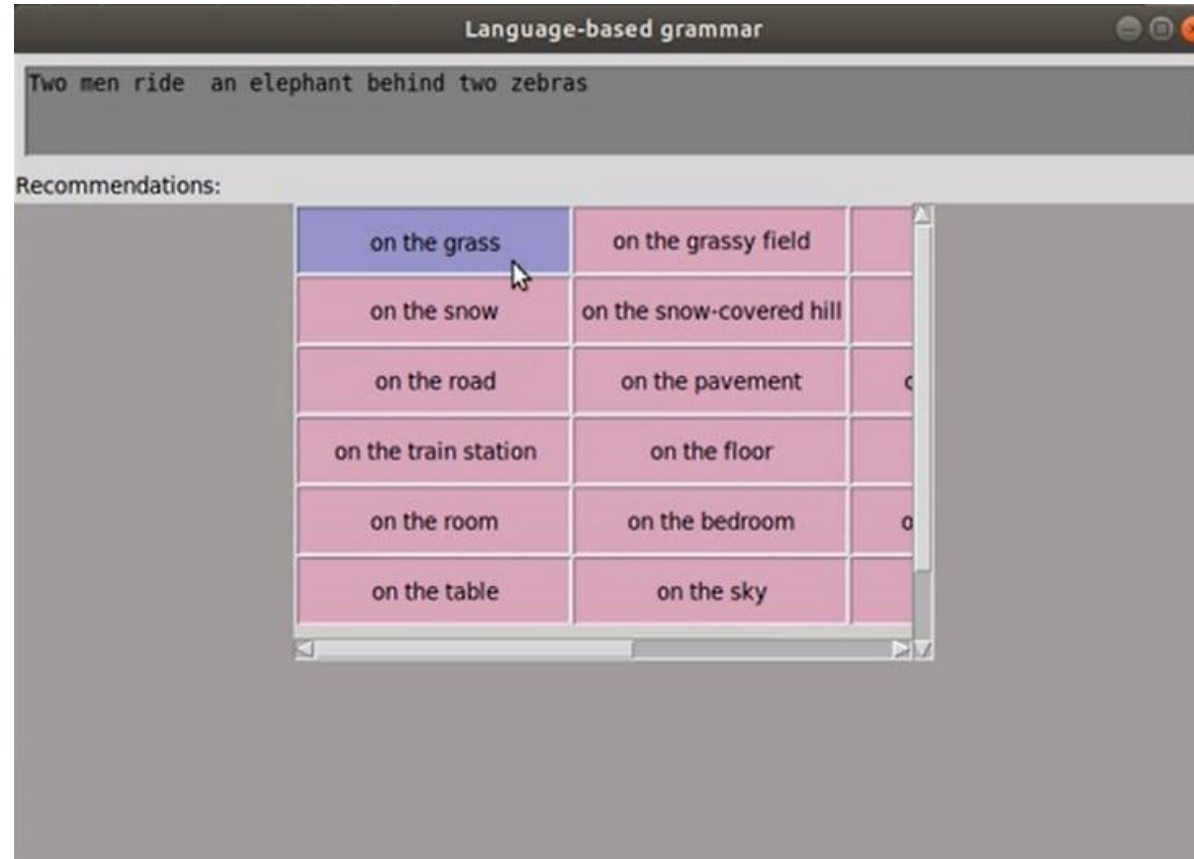 Language-based grammar
Two men ride  an elephant behind two zebras
Recommendations:
on the grass on the grassy field
on the snow on the snow-covered hill
on the road on the pavement
on the train station on the floor
on the room on the bedroom
on the table on the sky